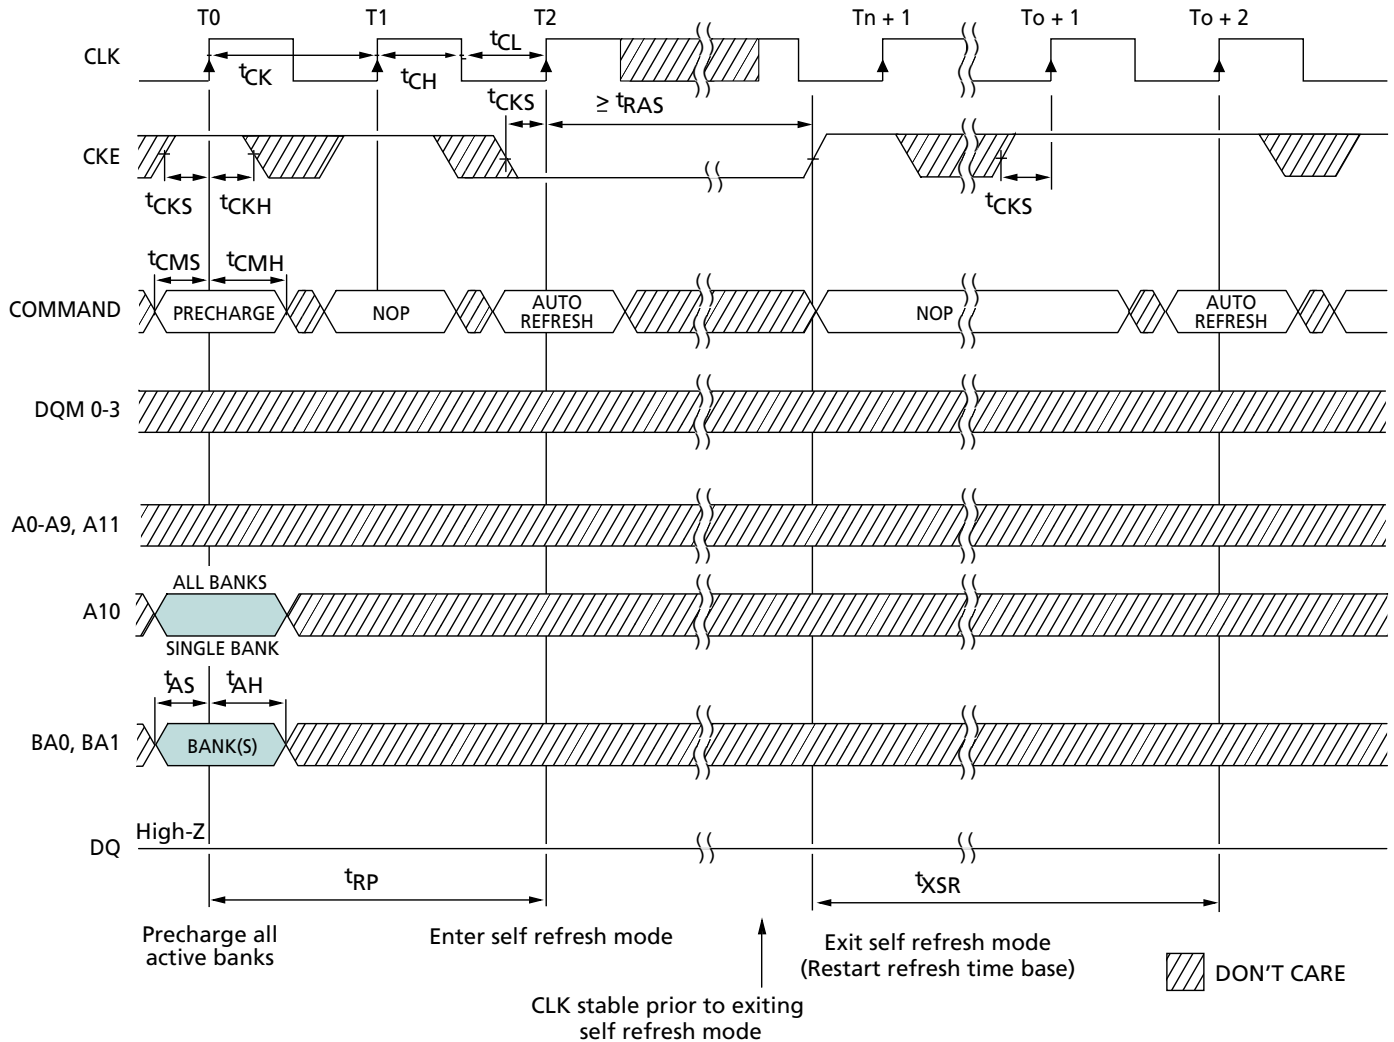 T0 T1 T2 Tn + 1 To + 1 To + 2
CLK
tCK tCH tCL
tCKS ≥ tRAS
CKE
tCKS tCKH tCKS
tCMS tCMH
COMMAND PRECHARGE NOP AUTO REFRESH NOP AUTO REFRESH
DQM 0-3
A0-A9, A11
ALL BANKS
A10
SINGLE BANK
tAS tAH
BA0, BA1 BANK(S)
High-Z
DQ
tRP tXSR
Precharge all
active banks
Enter self refresh mode
Exit self refresh mode
(Restart refresh time base)
CLK stable prior to exiting
self refresh mode
DON'T CARE